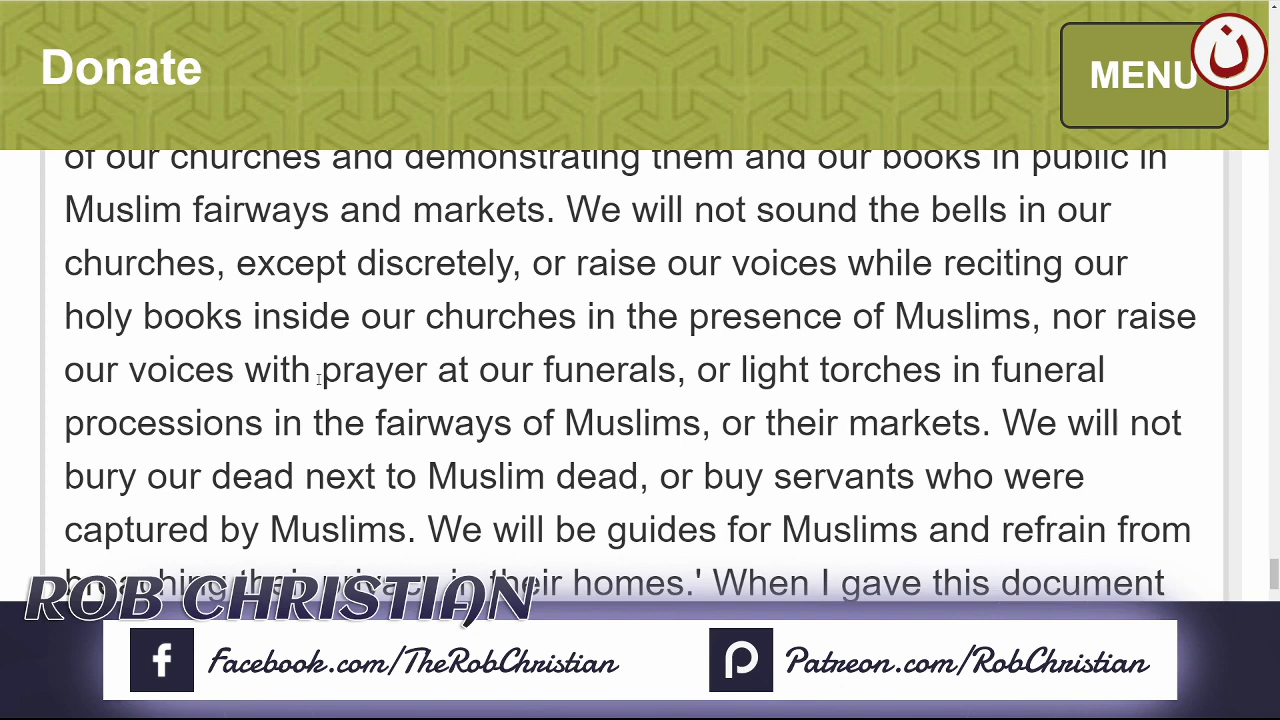 Donate
MENU
ن
of our churches and demonstrating them and our books in public in
Muslim fairways and markets. We will not sound the bells in our
churches, except discretely, or raise our voices while reciting our
holy books inside our churches in the presence of Muslims, nor raise
our voices with prayer at our funerals, or light torches in funeral
processions in the fairways of Muslims, or their markets. We will not
bury our dead next to Muslim dead, or buy servants who were
captured by Muslims. We will be guides for Muslims and refrain from
in their homes.' When I gave this document
ROB CHRISTIAN
Facebook.com/TheRobChristian
Patreon.com/RobChristian